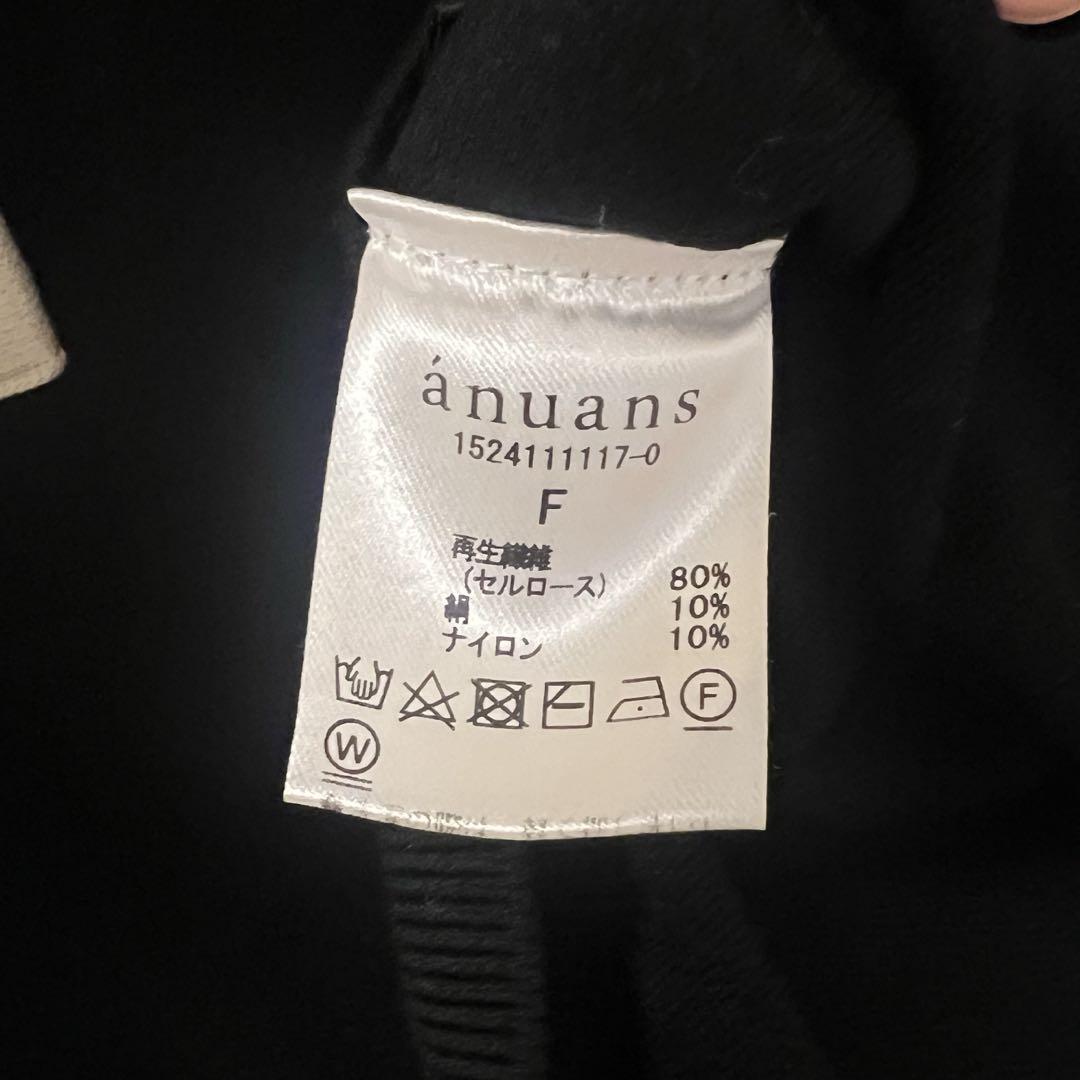 ánuans
1524111117-0
F
再生繊維
(セルロース) 80%
絹 10%
ナイロン 10%
F
W